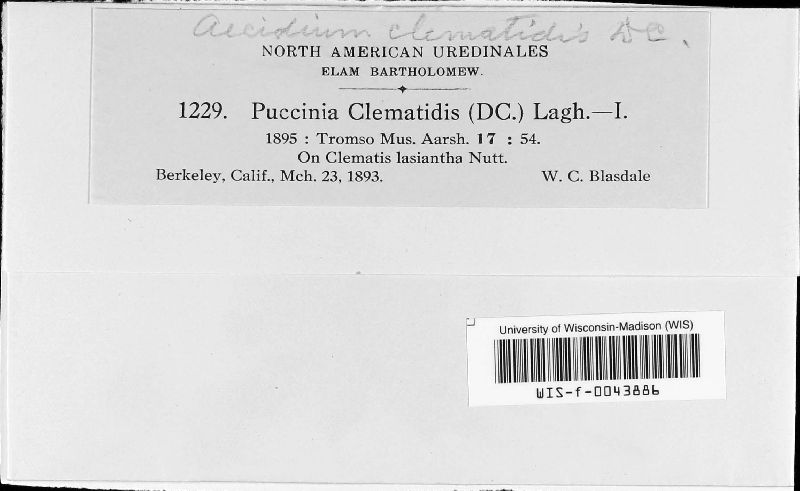 Aecidium clematidis DC.
NORTH AMERICAN UREDINALES
ELAM BARTHOLOMEW.
1229. Puccinia Clematidis (DC.) Lagh.—I.
1895 : Tromso Mus. Aarsh. 17 : 54.
On Clematis lasiantha Nutt.
Berkeley, Calif., Mch. 23, 1893. W. C. Blasdale
University of Wisconsin-Madison (WIS)
WIS-f-0043886